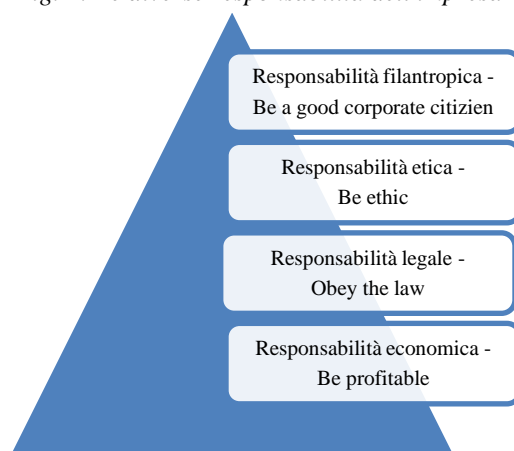 Responsabilità filantropica -
Be a good corporate citizien
Responsabilità etica -
Be ethic
Responsabilità legale -
Obey the law
Responsabilità economica -
Be profitable